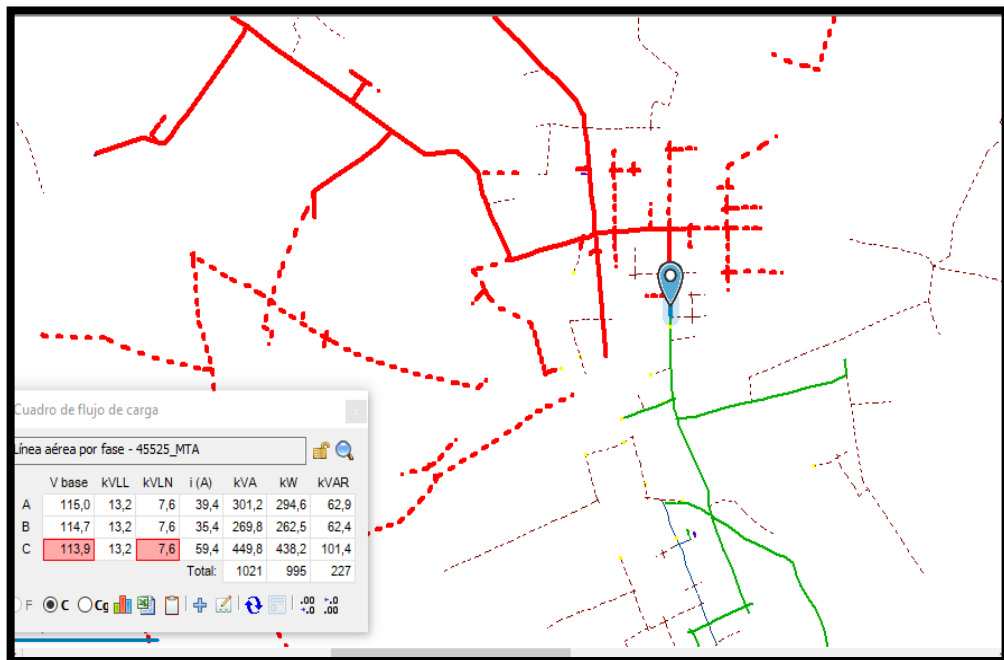 Cuadro de flujo de carga
x
Línea aérea por fase - 45525_MTA
V base kVLL kVLN i (A) kVA kW kVAR
A 115,0 13,2 7,6 39,4 301,2 294,6 62,9
B 114,7 13,2 7,6 35,4 269,8 262,5 62,4
C 113,9 13,2 7,6 59,4 449,8 438,2 101,4
Total: 1021 995 227
F C Cg .00 +.0 +.0 .00